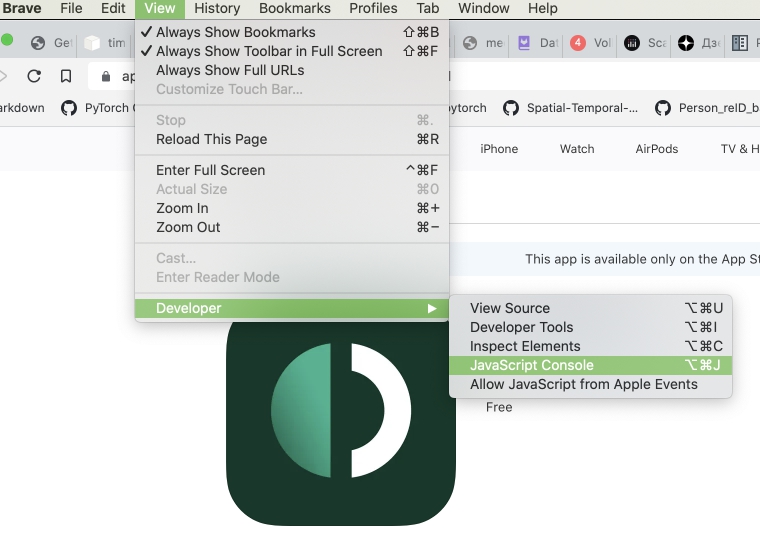 Brave File Edit View History Bookmarks Profiles Tab Window Help
Get tim me Dat 4 Vol Sca Дз P
✓ Always Show Bookmarks ⇧⌘B
✓ Always Show Toolbar in Full Screen ⇧⌘F
Always Show Full URLs
Customize Touch Bar...
Stop ⌘.
Reload This Page ⌘R
Enter Full Screen ^⌘F
Actual Size ⌘0
Zoom In ⌘+
Zoom Out ⌘−
Cast...
Enter Reader Mode
Developer ▶
View Source ⌥⌘U
Developer Tools ⌥⌘I
Inspect Elements ⌥⌘C
JavaScript Console ⌥⌘J
Allow JavaScript from Apple Events
ap
arkdown PyTorch ytorch Spatial-Temporal-... Person_reID_ba
iPhone Watch AirPods TV & H
This app is available only on the App St
Free